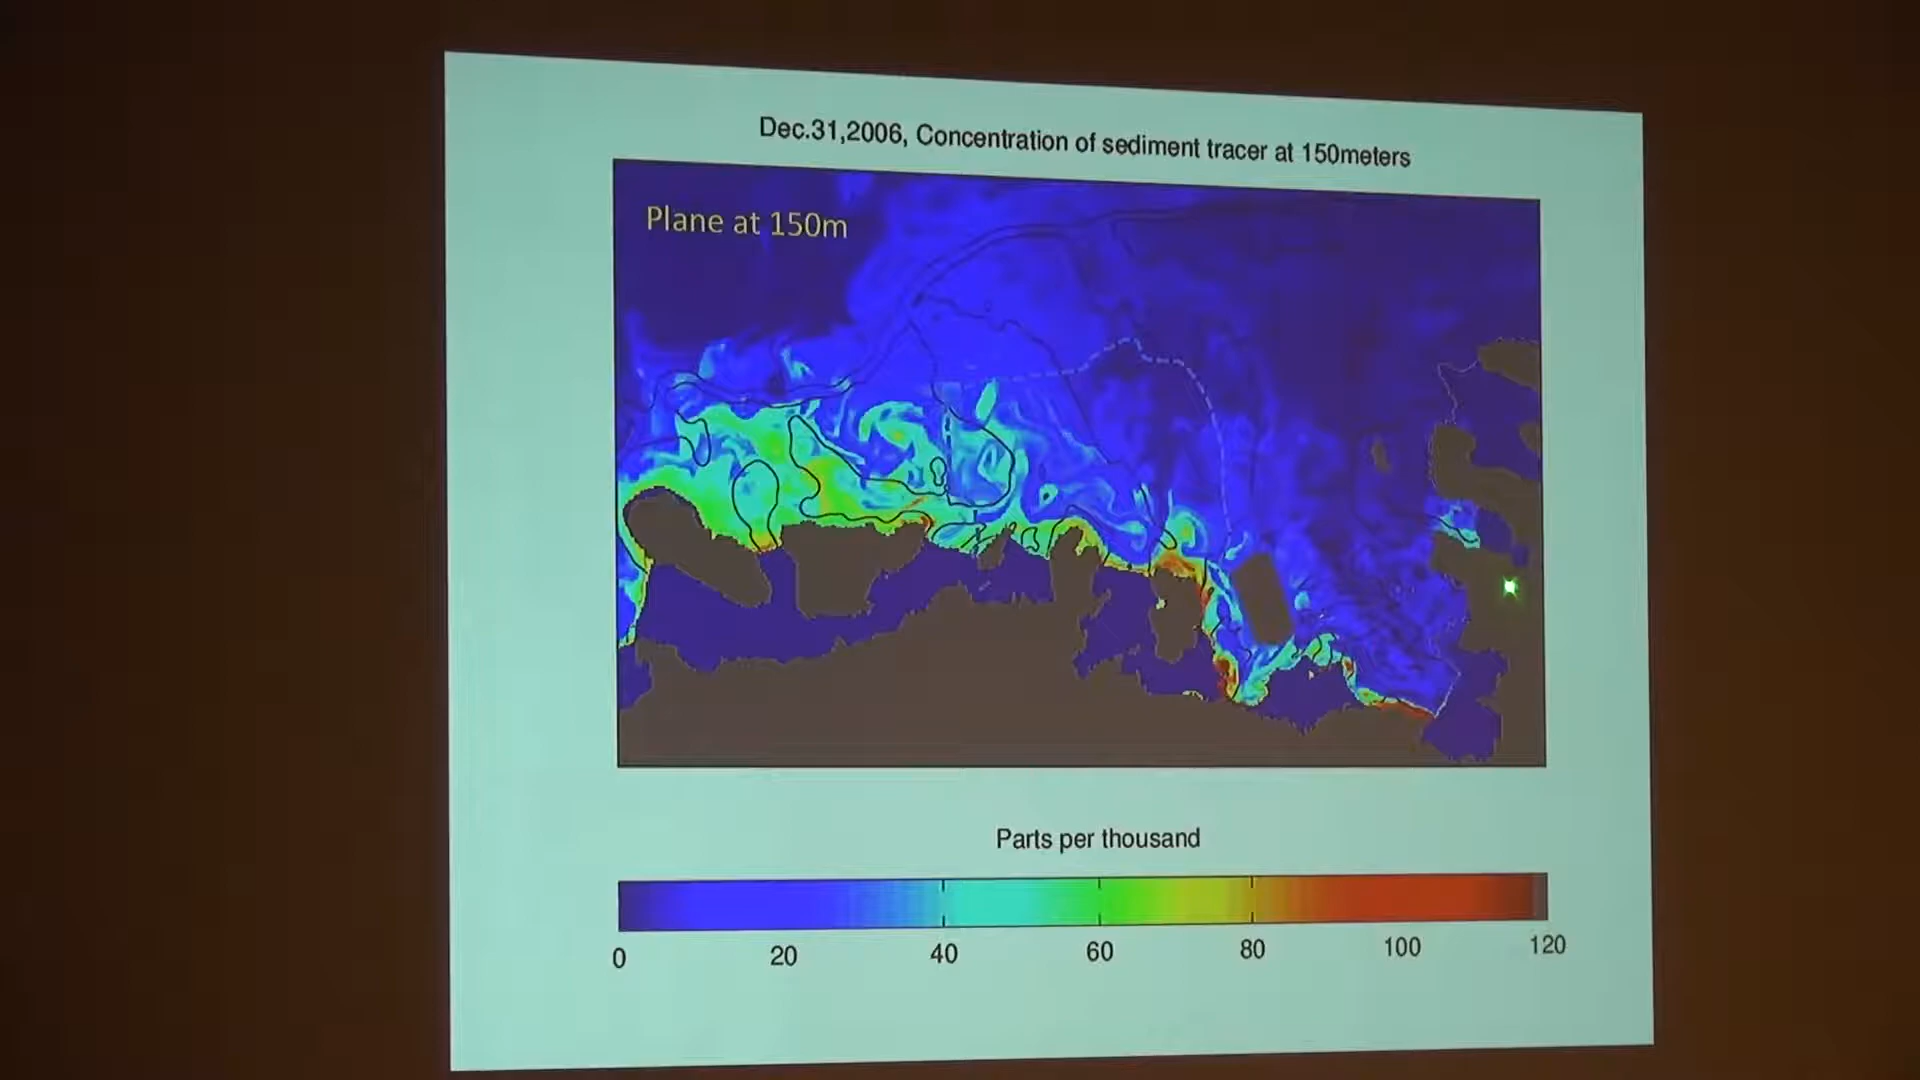 Dec.31,2006, Concentration of sediment tracer at 150meters
Plane at 150m
Parts per thousand
0 20 40 60 80 100 120